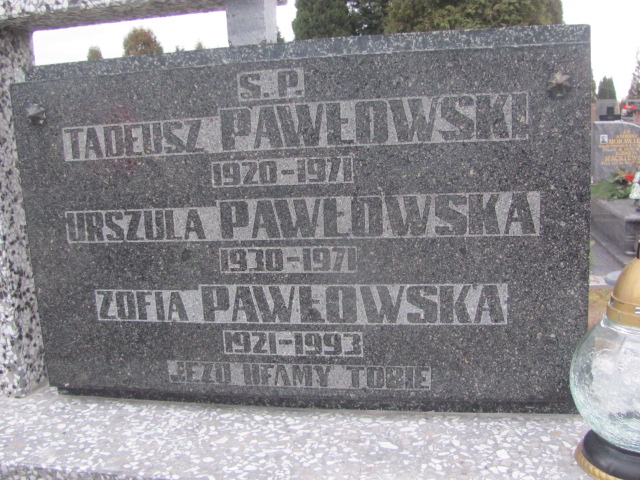 S.P.
TADEUSZ PAWŁOWSKI
1920-1971
URSZULA PAWŁOWSKA
1930-1971
ZOFIA PAWŁOWSKA
1921-1993
JEZU UFAMY TOBIE